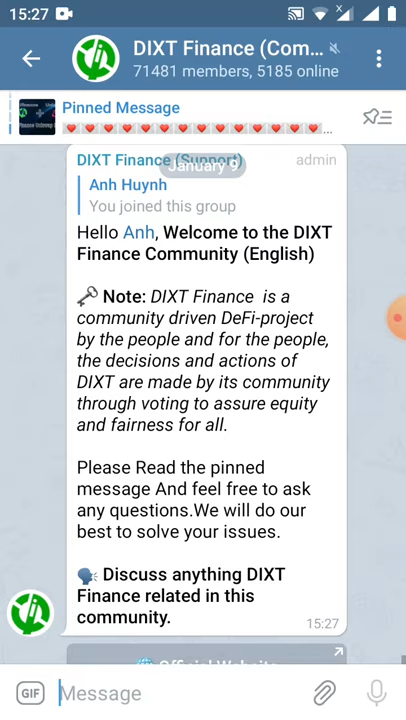 15:27
DIXT Finance (Com...
71481 members, 5185 online
Pinned Message
DIXT Finance (Support)
admin
January 9
Anh Huynh
You joined this group
Hello Anh, Welcome to the DIXT
Finance Community (English)
Note: DIXT Finance is a
community driven DeFi-project
by the people and for the people,
the decisions and actions of
DIXT are made by its community
through voting to assure equity
and fairness for all.
Please Read the pinned
message And feel free to ask
any questions.We will do our
best to solve your issues.
Discuss anything DIXT
Finance related in this
community.
15:27
Official Website
GIF
Message